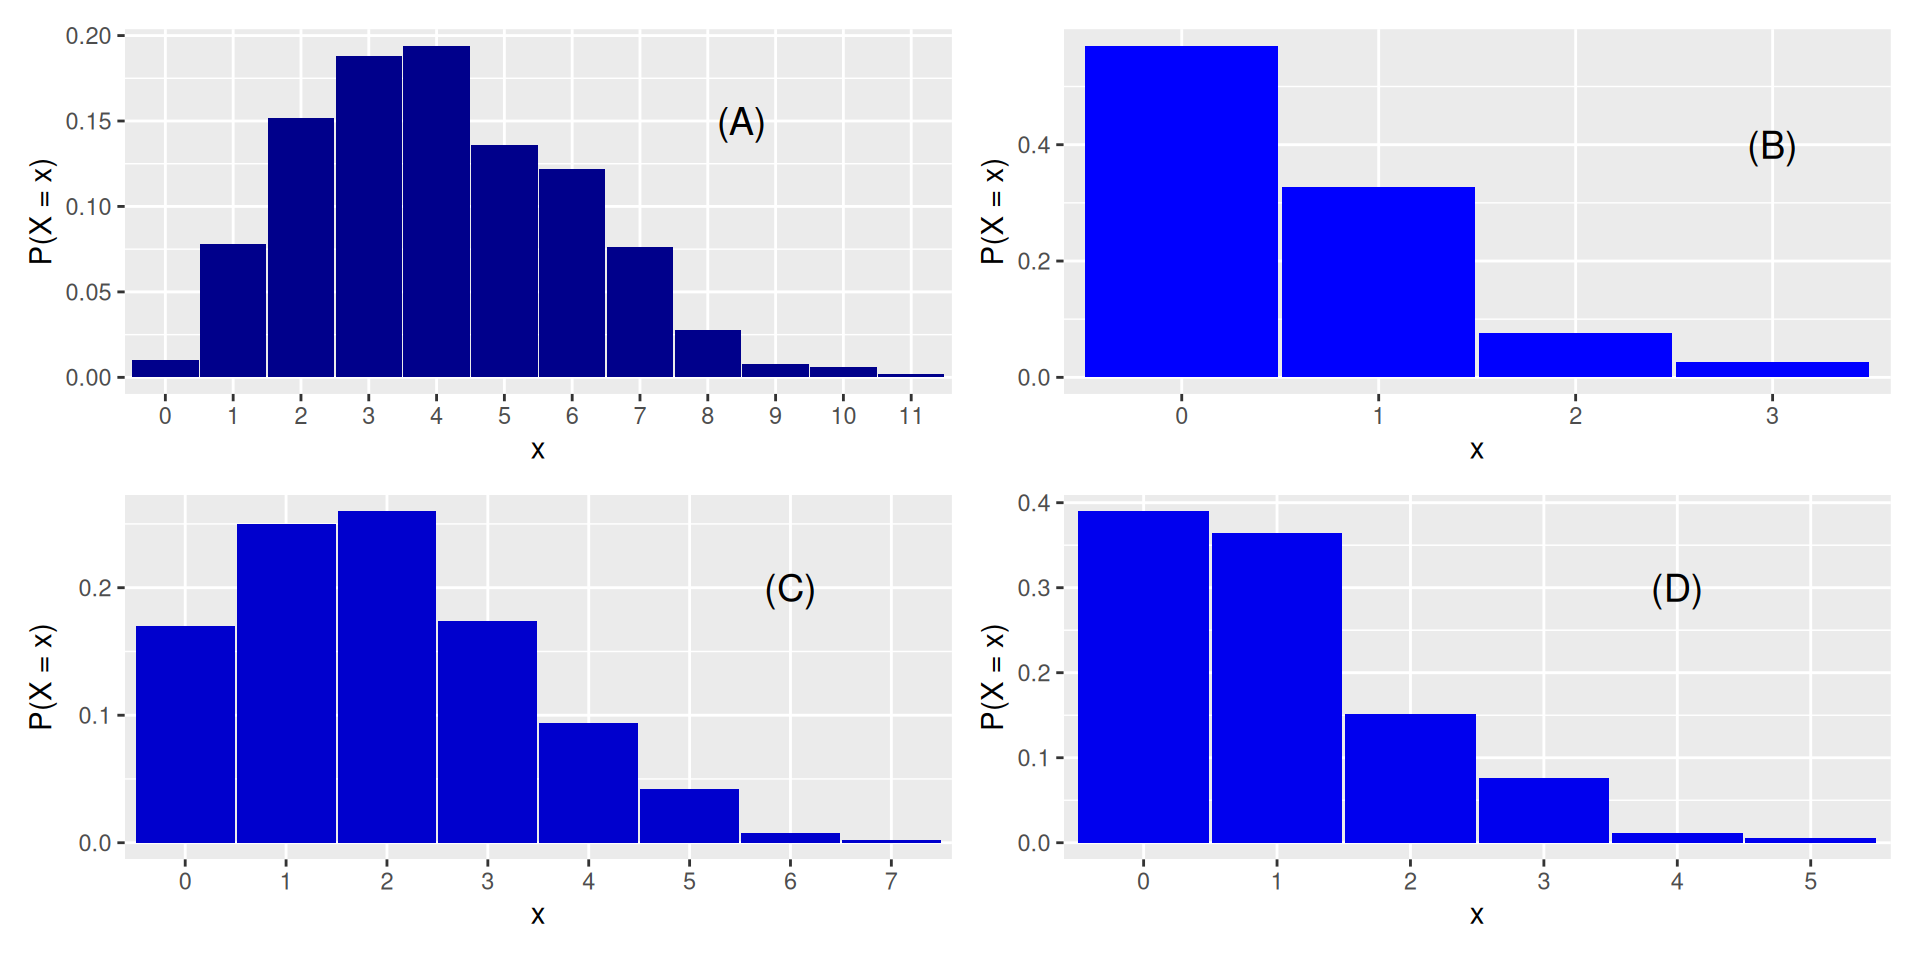 0.20
0.15
0.10
0.05
0.00
P(X = x)
(A)
0 1 2 3 4 5 6 7 8 9 10 11
x
0.4
0.2
0.0
P(X = x)
(B)
0 1 2 3
x
0.2
0.1
0.0
P(X = x)
(C)
0 1 2 3 4 5 6 7
x
0.4
0.3
0.2
0.1
0.0
P(X = x)
(D)
0 1 2 3 4 5
x